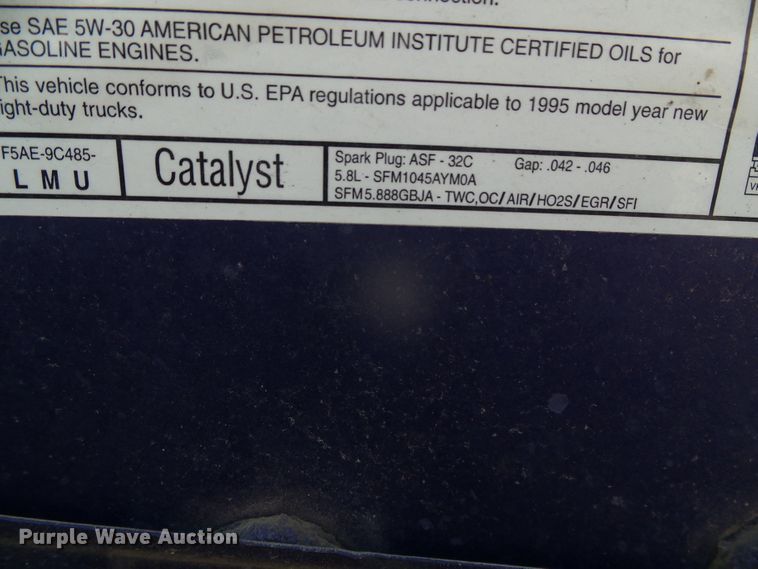 se SAE 5W-30 AMERICAN PETROLEUM INSTITUTE CERTIFIED OILS for
GASOLINE ENGINES.
This vehicle conforms to U.S. EPA regulations applicable to 1995 model year new
light-duty trucks.
F5AE-9C485-
L M U
Catalyst
Spark Plug: ASF - 32C Gap: .042 - .046
5.8L - SFM1045AYM0A
SFM5.888GBJA - TWC,OC/AIR/HO2S/EGR/SFI
Purple Wave Auction